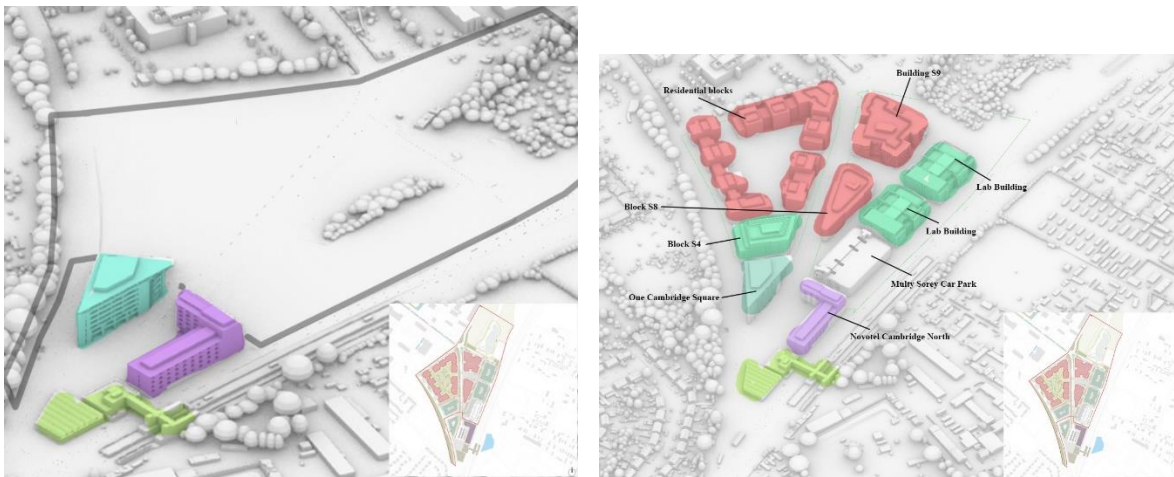 Building S9
Residential blocks
Lab Building
Block S8
Lab Building
Block S4
Multy Sorey Car Park
One Cambridge Square
Novotel Cambridge North